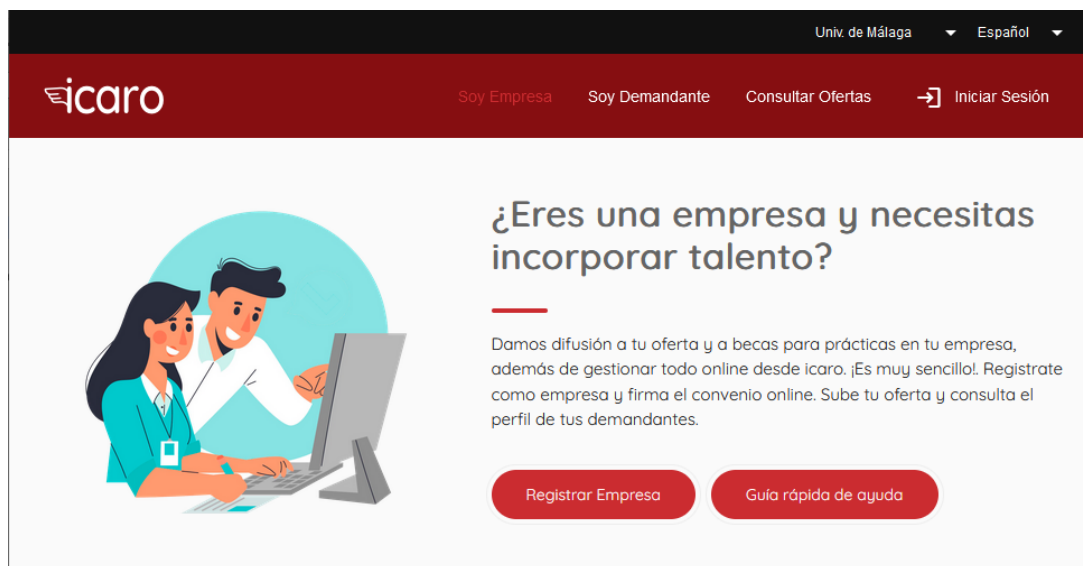 Univ. de Málaga Español
icaro
Soy Empresa Soy Demandante Consultar Ofertas Iniciar Sesión
¿Eres una empresa y necesitas
incorporar talento?
Damos difusión a tu oferta y a becas para prácticas en tu empresa,
además de gestionar todo online desde icaro. ¡Es muy sencillo!. Registrate
como empresa y firma el convenio online. Sube tu oferta y consulta el
perfil de tus demandantes.
Registrar Empresa Guía rápida de ayuda